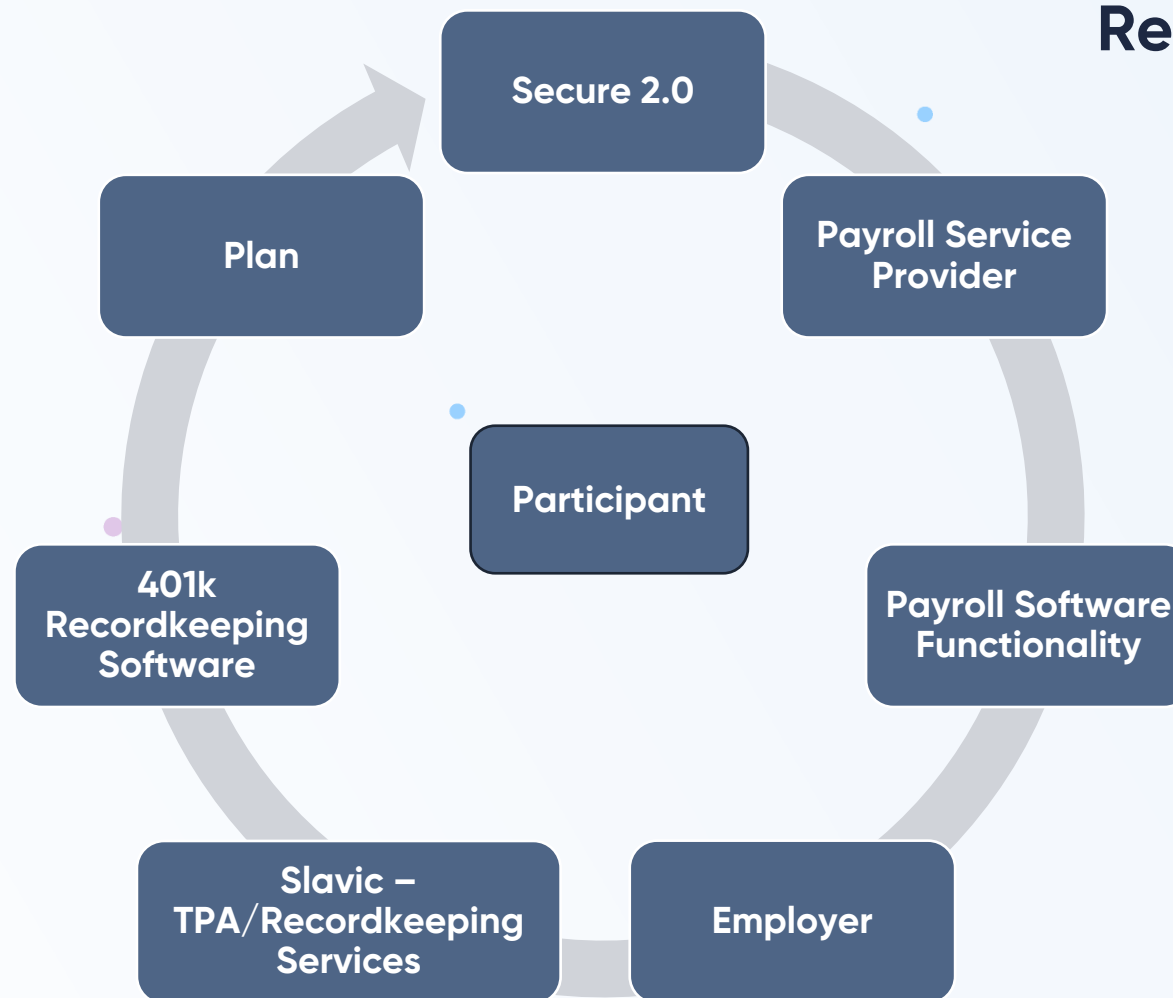 Re
Secure 2.0
Payroll Service
Provider
Plan
Participant
401k
Recordkeeping
Software
Payroll Software
Functionality
Slavic –
TPA/Recordkeeping
Services
Employer